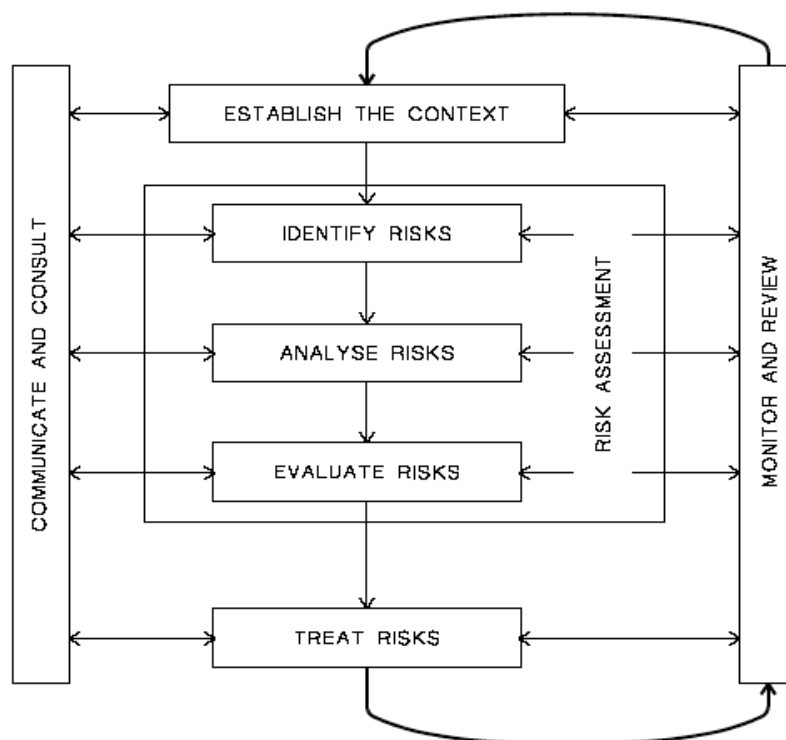 ESTABLISH THE CONTEXT
IDENTIFY RISKS
ANALYSE RISKS
EVALUATE RISKS
TREAT RISKS
COMMUNICATE AND CONSULT
RISK ASSESSMENT
MONITOR AND REVIEW